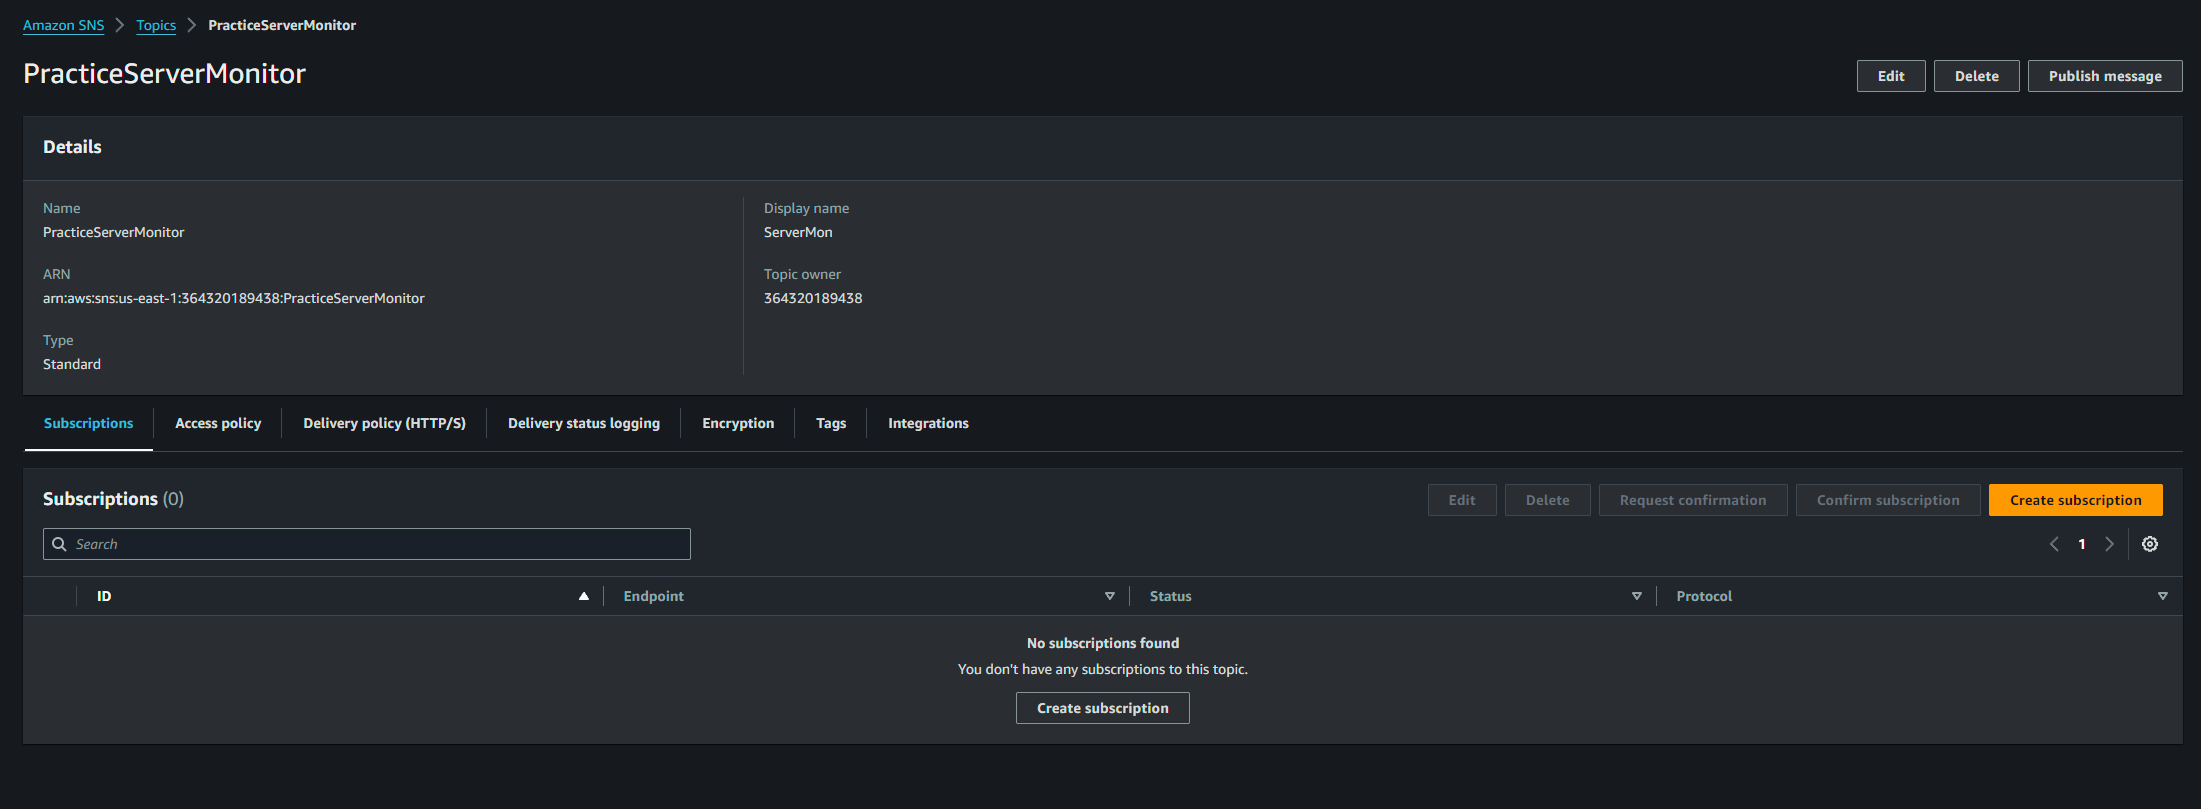 Amazon SNS > Topics > PracticeServerMonitor
PracticeServerMonitor
Edit Delete Publish message
Details
Name
PracticeServerMonitor
ARN
arn:aws:sns:us-east-1:364320189438:PracticeServerMonitor
Type
Standard
Display name
ServerMon
Topic owner
364320189438
Subscriptions Access policy Delivery policy (HTTP/S) Delivery status logging Encryption Tags Integrations
Subscriptions (0)
Edit Delete Request confirmation Confirm subscription Create subscription
Search
1
ID Endpoint Status Protocol
No subscriptions found
You don't have any subscriptions to this topic.
Create subscription